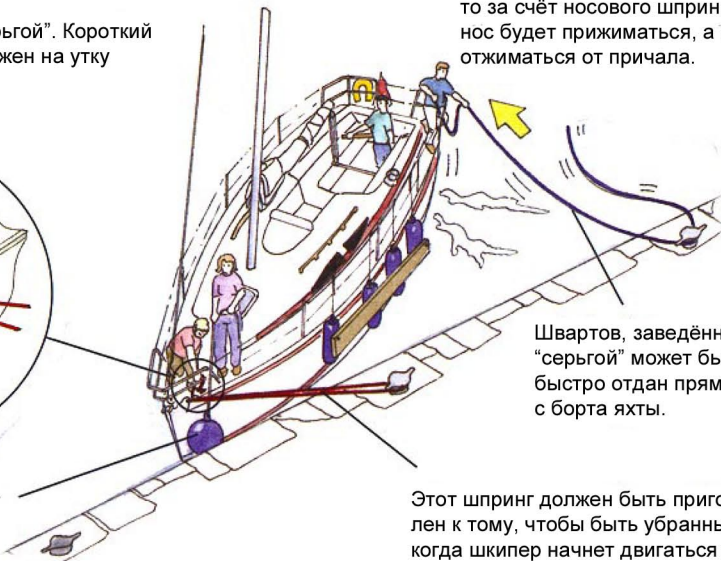 рьгой”. Короткий
жен на утку
то за счёт носового шприн
нос будет прижиматься, а
отжиматься от причала.
Швартов, заведённ
“серьгой” может бы
быстро отдан прям
с борта яхты.
Этот шпринг должен быть приго
лен к тому, чтобы быть убранны
когда шкипер начнет двигаться